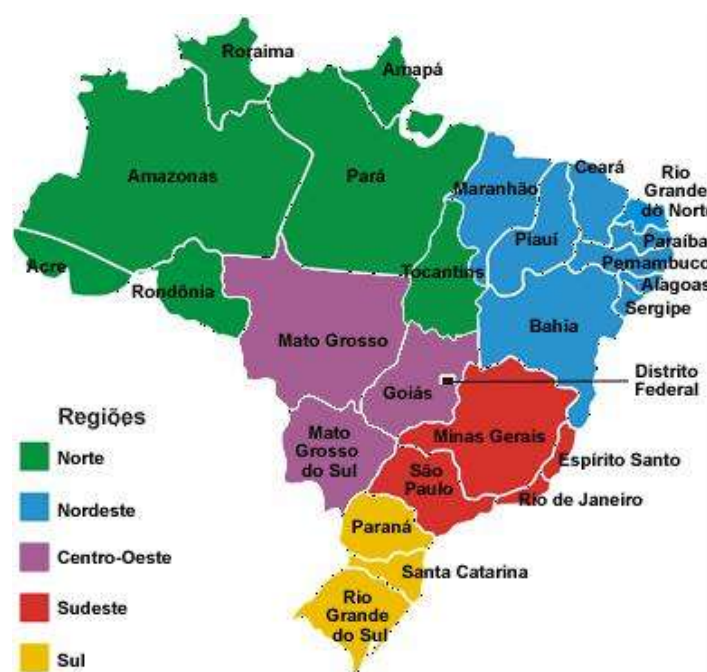 Roraima
Amapá
Amazonas
Pará
Maranhão
Ceará
Rio
Grande
do Norte
Piauí
Paraíba
Pernambuco
Acre
Rondônia
Tocantins
Alagoas
Sergipe
Bahia
Mato Grosso
Distrito
Federal
Goiás
Mato
Grosso
do Sul
Minas Gerais
Espírito Santo
São
Paulo
Rio de Janeiro
Paraná
Santa Catarina
Rio
Grande
do Sul
Regiões
Norte
Nordeste
Centro-Oeste
Sudeste
Sul